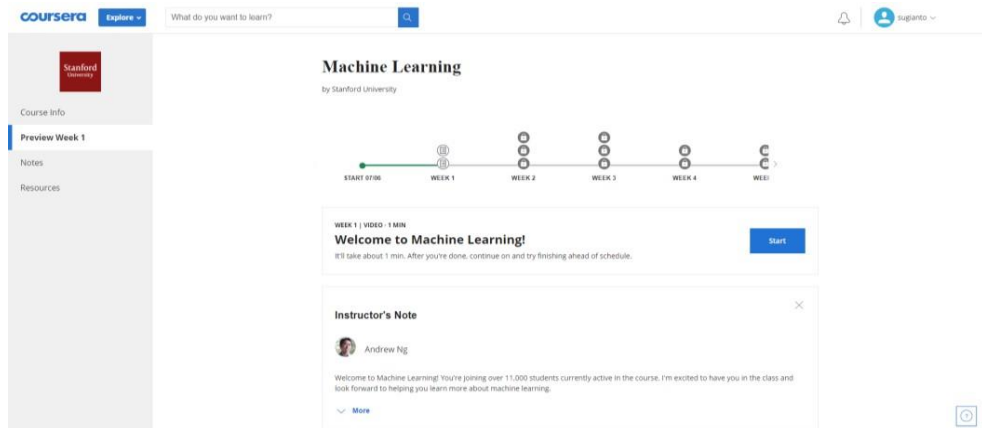 coursera
Explore
What do you want to learn?
sugianto
Stanford
University
Course Info
Preview Week 1
Notes
Resources
Machine Learning
by Stanford University
START 07/06
WEEK 1
WEEK 2
WEEK 3
WEEK 4
WEE
WEEK 1 | VIDEO · 1 MIN
Welcome to Machine Learning!
It'll take about 1 min. After you're done, continue on and try finishing ahead of schedule.
Start
Instructor's Note
Andrew Ng
Welcome to Machine Learning! You're joining over 11,000 students currently active in the course. I'm excited to have you in the class and
look forward to helping you learn more about machine learning.
More